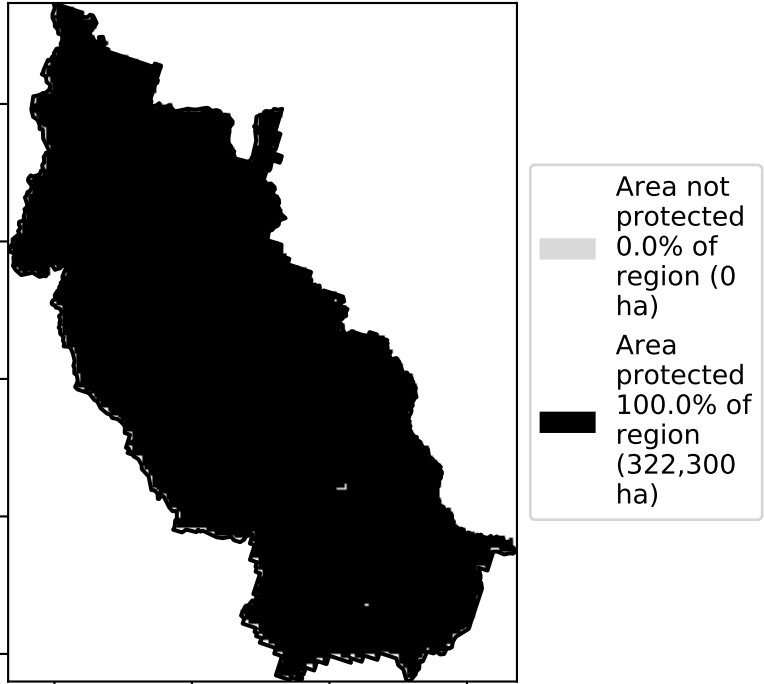 Area not
protected
0.0% of
region (0
ha)
Area
protected
100.0% of
region
(322,300
ha)